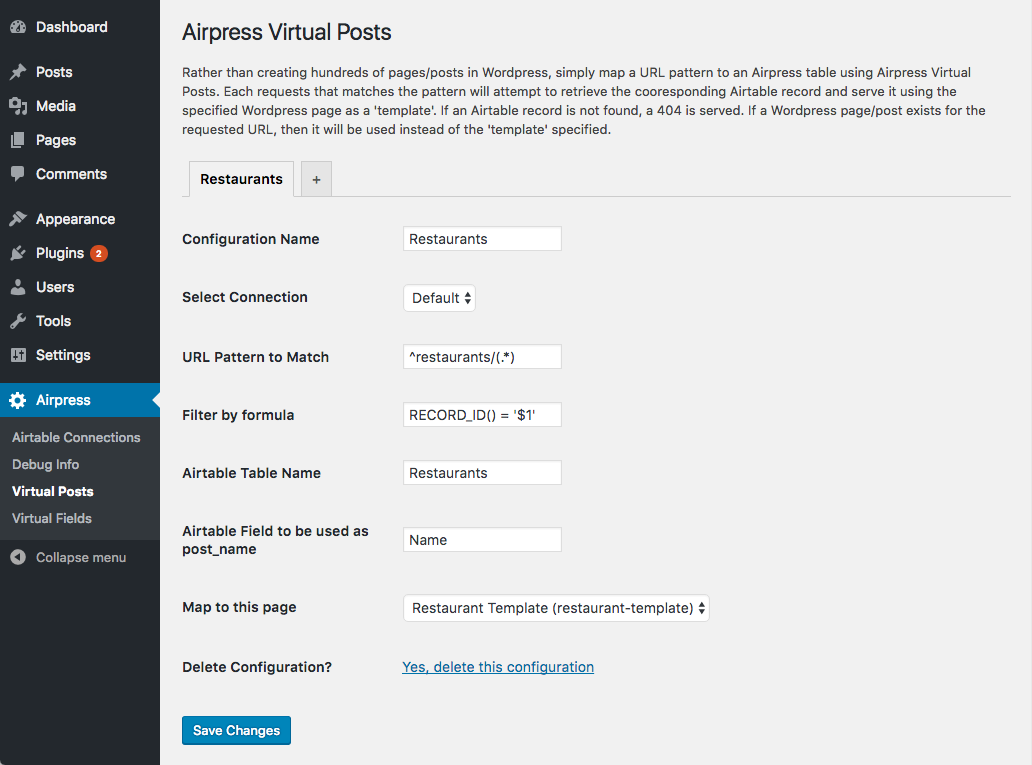 Dashboard
Posts
Media
Pages
Comments
Appearance
Plugins 2
Users
Tools
Settings
Airpress
Airtable Connections
Debug Info
Virtual Posts
Virtual Fields
Collapse menu
Airpress Virtual Posts
Rather than creating hundreds of pages/posts in Wordpress, simply map a URL pattern to an Airpress table using Airpress Virtual
Posts. Each requests that matches the pattern will attempt to retrieve the cooresponding Airtable record and serve it using the
specified Wordpress page as a 'template'. If an Airtable record is not found, a 404 is served. If a Wordpress page/post exists for the
requested URL, then it will be used instead of the 'template' specified.
Restaurants +
Configuration Name Restaurants
Select Connection Default
URL Pattern to Match ^restaurants/(.*)
Filter by formula RECORD_ID() = '$1'
Airtable Table Name Restaurants
Airtable Field to be used as
post_name Name
Map to this page Restaurant Template (restaurant-template)
Delete Configuration? Yes, delete this configuration
Save Changes